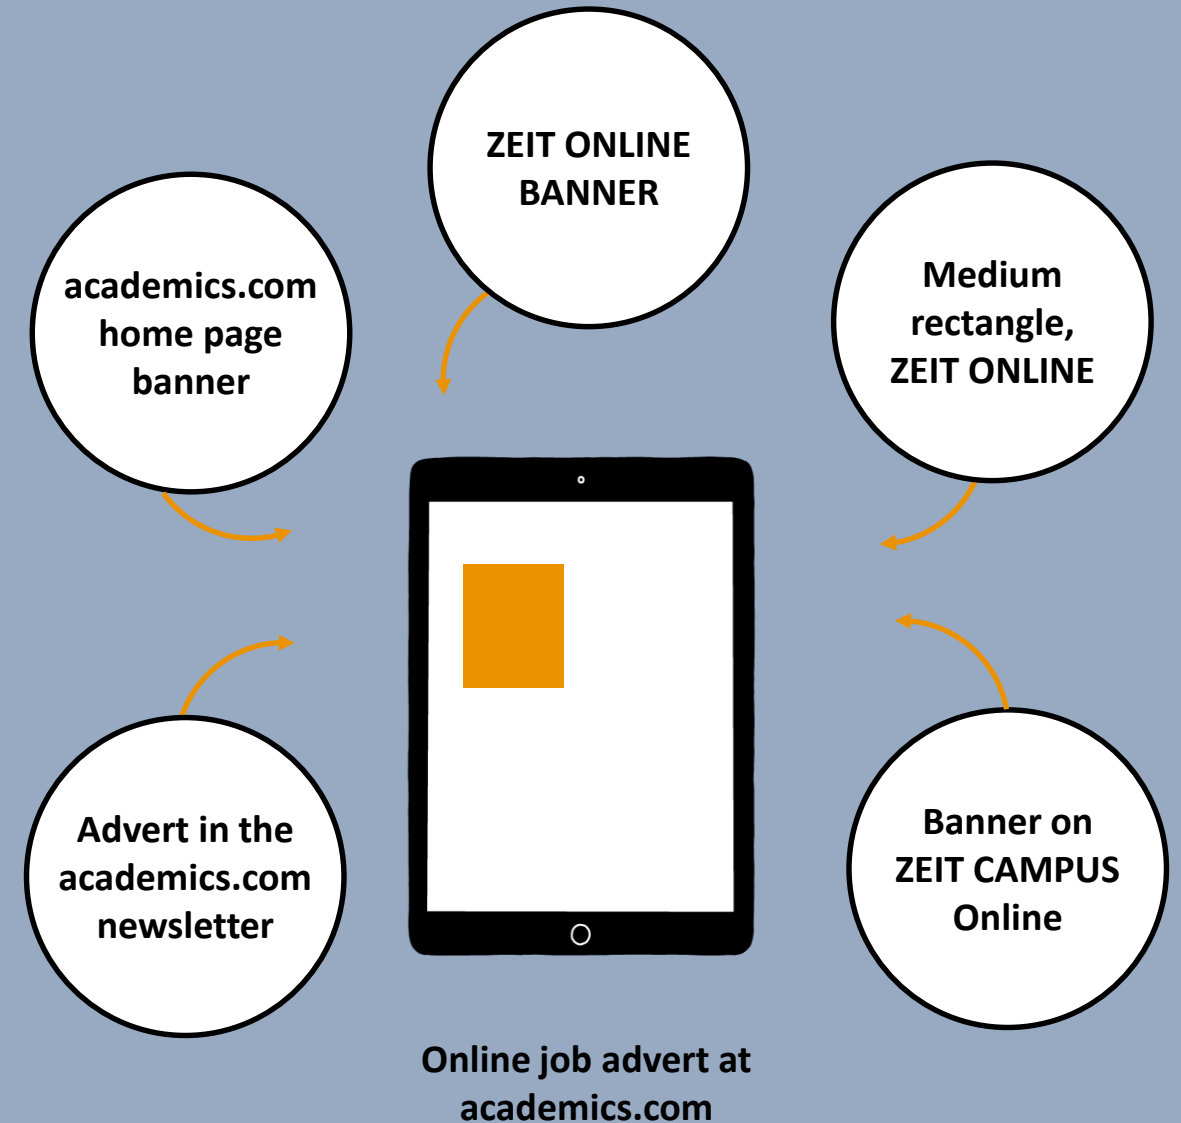 ZEIT ONLINE
BANNER
academics.com
home page
banner
Medium
rectangle,
ZEIT ONLINE
Advert in the
academics.com
newsletter
Banner on
ZEIT CAMPUS
Online
Online job advert at
academics.com